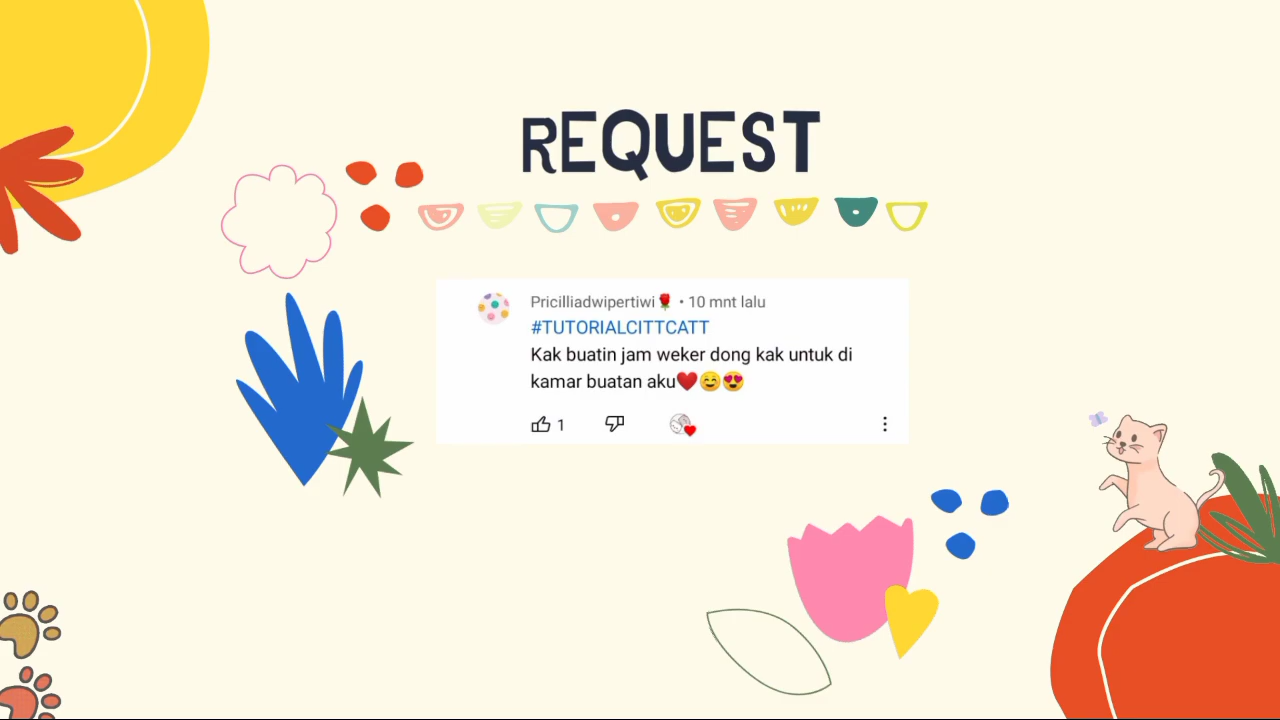 REQUEST
Pricilliadwipertiwi🌹 • 10 mnt lalu
#TUTORIALCITTCATT
Kak buatin jam weker dong kak untuk di
kamar buatan aku❤️☺️😍
1